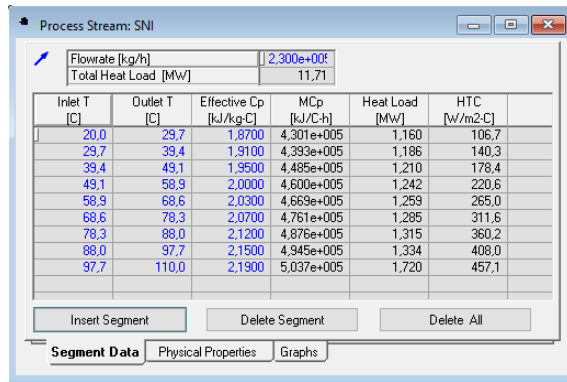 Process Stream: SNI
Flowrate [kg/h] 2,300e+005
Total Heat Load [MW] 11,71
Inlet T Outlet T Effective Cp MCp Heat Load HTC
[C] [C] [kJ/kg-C] [kJ/C-h] [MW] [W/m2-C]
20,0 29,7 1,8700 4,301e+005 1,160 106,7
29,7 39,4 1,9100 4,393e+005 1,186 140,3
39,4 49,1 1,9500 4,485e+005 1,210 178,4
49,1 58,9 2,0000 4,600e+005 1,242 220,6
58,9 68,6 2,0300 4,669e+005 1,259 265,0
68,6 78,3 2,0700 4,761e+005 1,285 311,6
78,3 88,0 2,1200 4,876e+005 1,315 360,2
88,0 97,7 2,1500 4,945e+005 1,334 408,0
97,7 110,0 2,1900 5,037e+005 1,720 457,1
Insert Segment Delete Segment Delete All
Segment Data Physical Properties Graphs